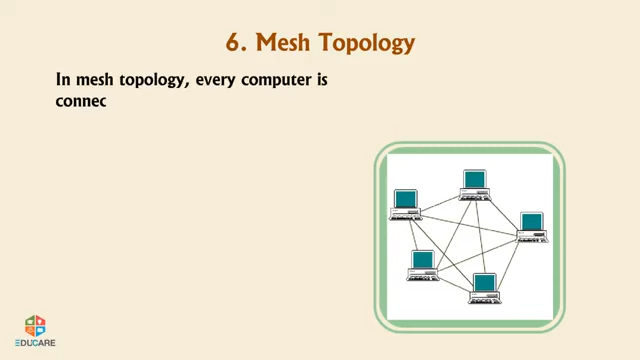 6. Mesh Topology
In mesh topology, every computer is
connec
EDUCARE